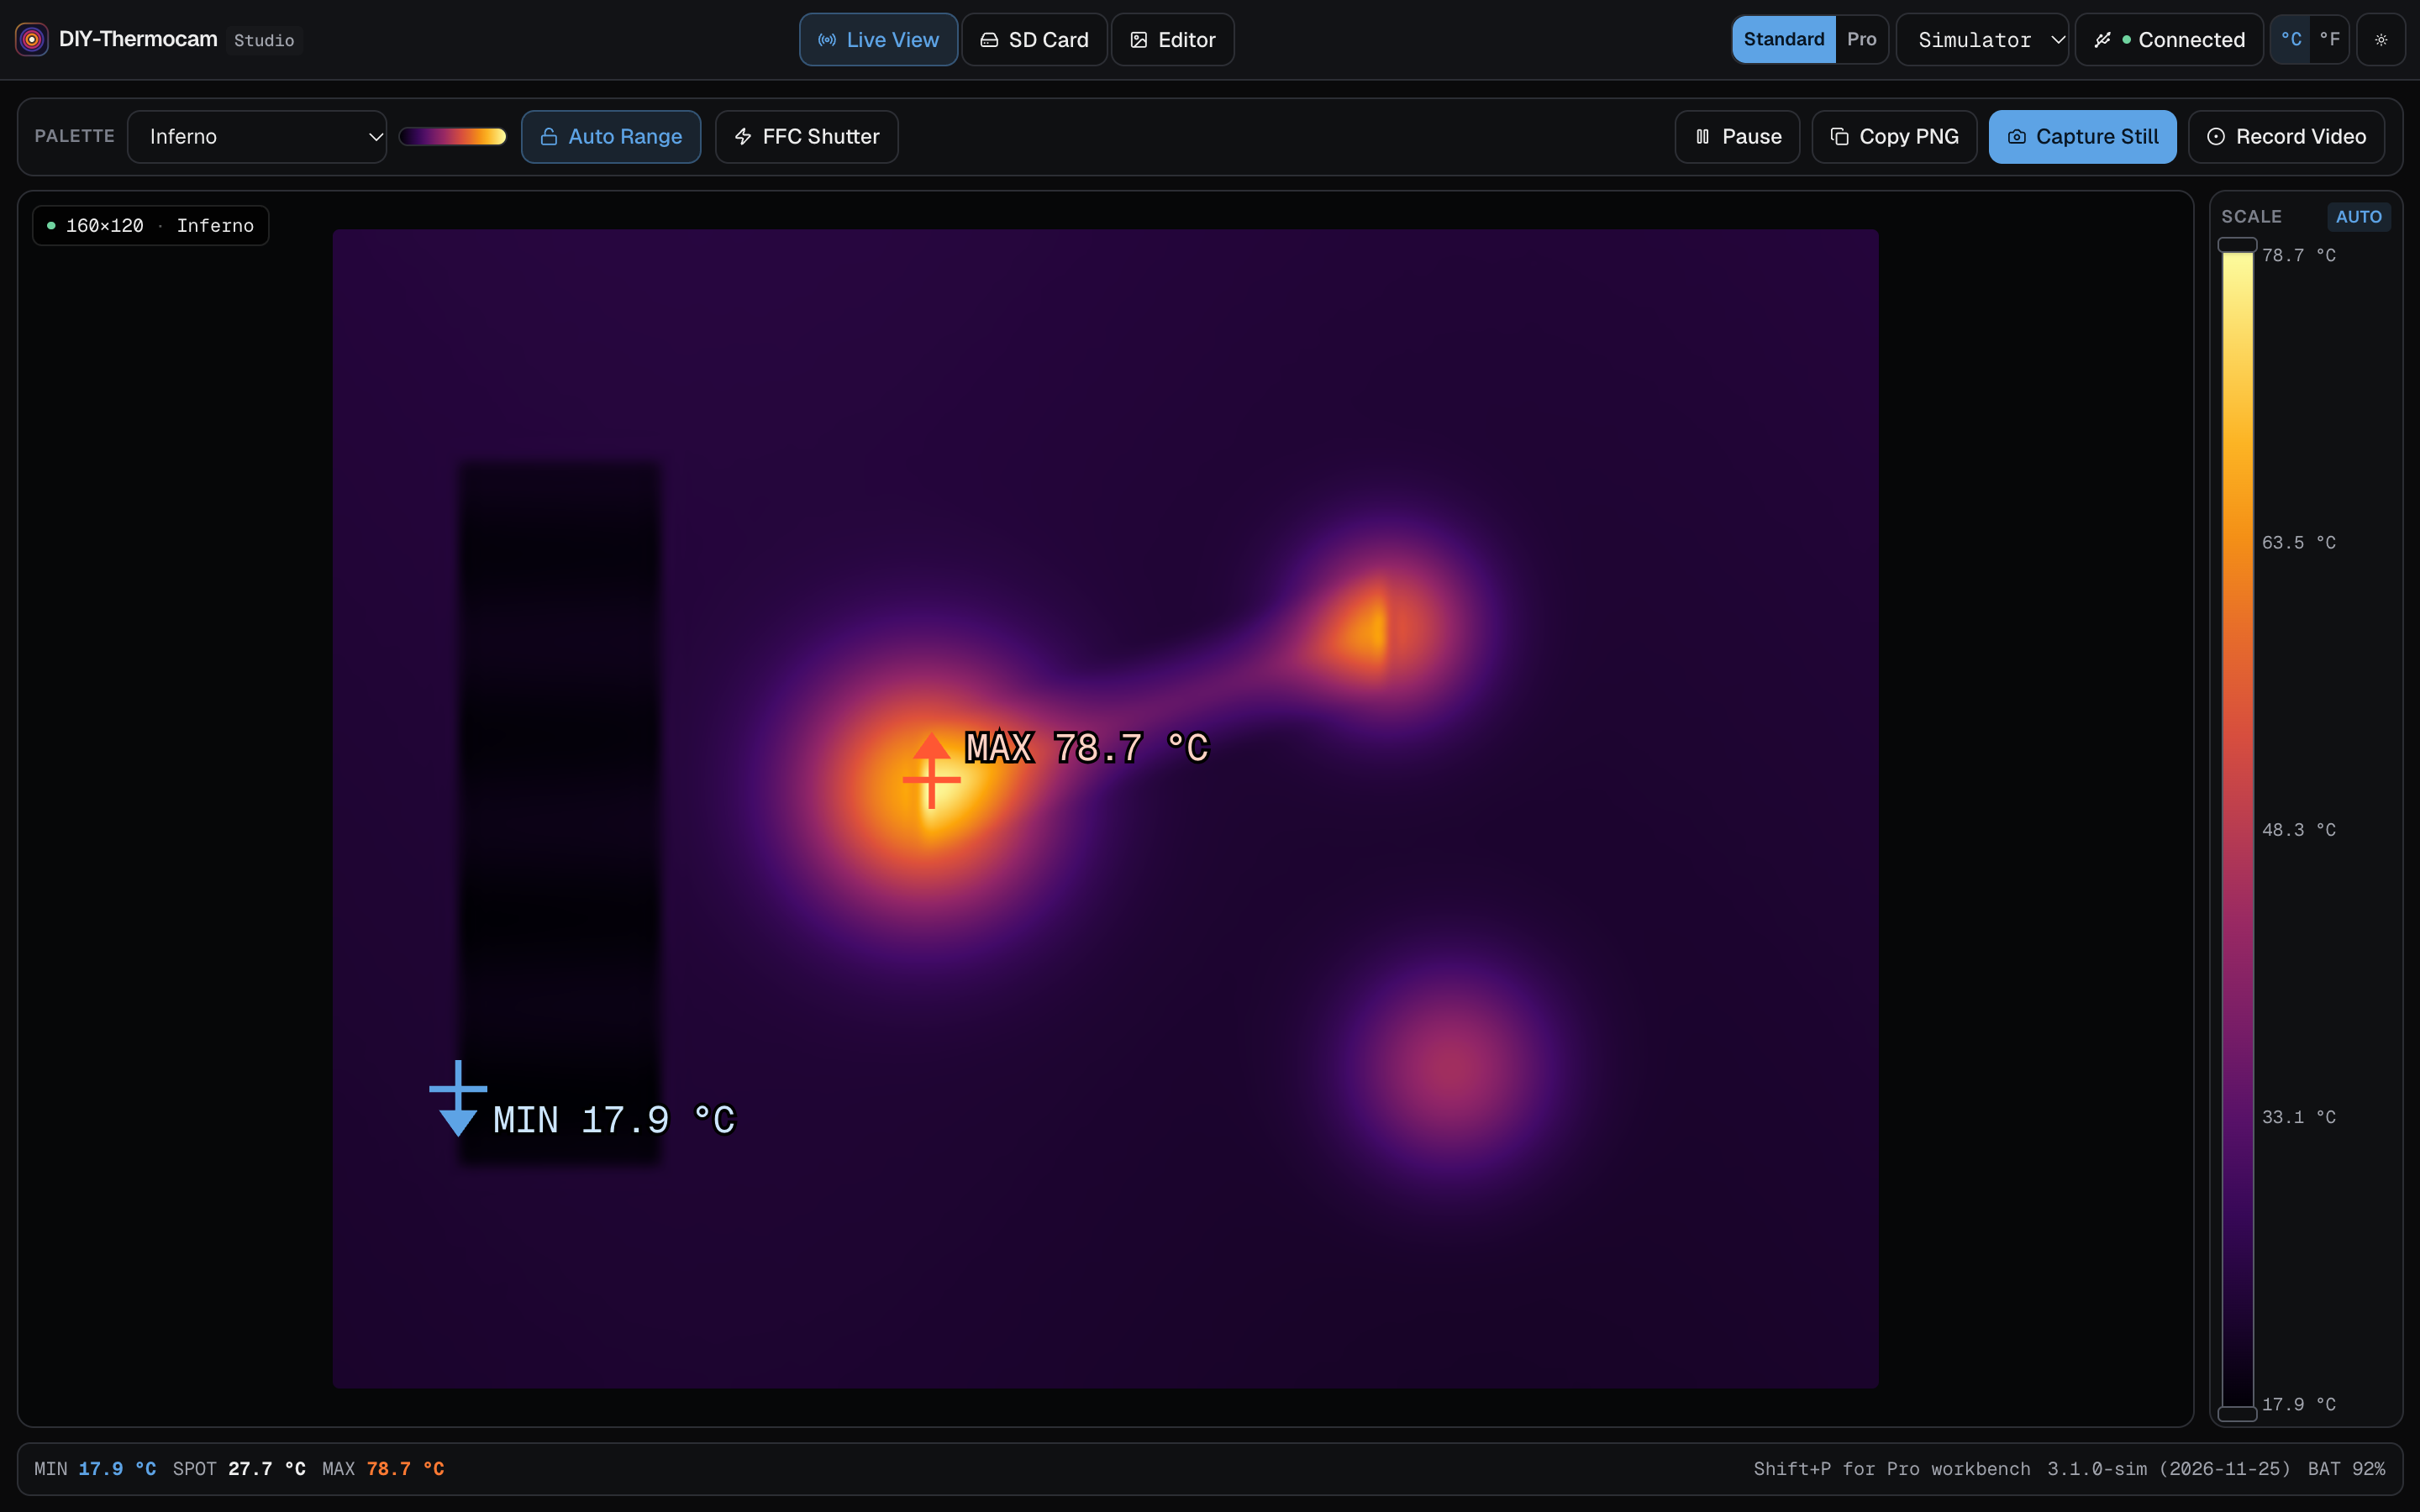 DIY-Thermocam Studio
Live View SD Card Editor
Standard Pro Simulator Connected °C °F
PALETTE Inferno Auto Range FFC Shutter Pause Copy PNG Capture Still Record Video
160×120 · Inferno
SCALE AUTO
78.7 °C
63.5 °C
MAX 78.7 °C
48.3 °C
MIN 17.9 °C
33.1 °C
17.9 °C
MIN 17.9 °C SPOT 27.7 °C MAX 78.7 °C Shift+P for Pro workbench 3.1.0-sim (2026-11-25) BAT 92%